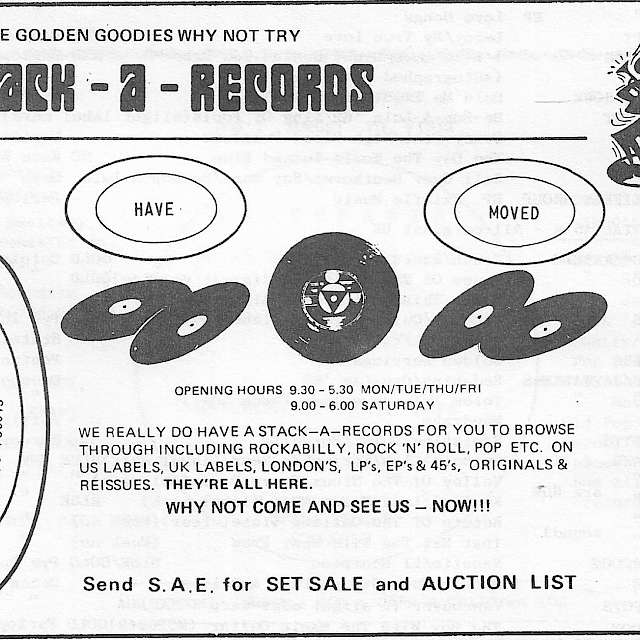 E GOLDEN GOODIES WHY NOT TRY
ACK - A - RECORDS
HAVE
MOVED
OPENING HOURS 9.30 - 5.30 MON/TUE/THU/FRI
9.00 - 6.00 SATURDAY
WE REALLY DO HAVE A STACK—A—RECORDS FOR YOU TO BROWSE
THROUGH INCLUDING ROCKABILLY, ROCK 'N' ROLL, POP ETC. ON
US LABELS, UK LABELS, LONDON'S, LP's, EP's & 45's, ORIGINALS &
REISSUES. THEY'RE ALL HERE.
WHY NOT COME AND SEE US — NOW!!!
Send S.A.E. for SET SALE and AUCTION LIST